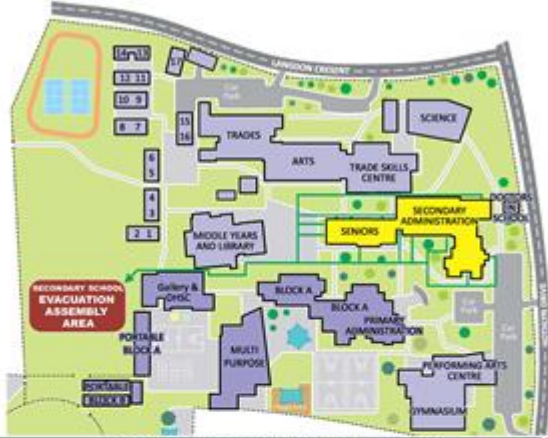 LANGDON CRESENT
14
13
17
12 11
10 9
8 7
15
16
6
5
4
3
2 1
Car
Park
TRADES
ARTS
TRADE SKILLS
CENTRE
SCIENCE
SECONDARY
ADMINISTRATION
SENIORS
SCHOOL
MIDDLE YEARS
AND LIBRARY
SECONDARY SCHOOL
EVACUATION
ASSEMBLY
AREA
Gallery &
OHSC
BLOCK A
BLOCK A
PRIMARY
ADMINISTRATION
Car
Park
Car
Park
PORTABLE
BLOCK A
MULTI
PURPOSE
PORTABLE
BLOCK B
PERFORMING ARTS
CENTRE
GYMNASIUM
DRIVE